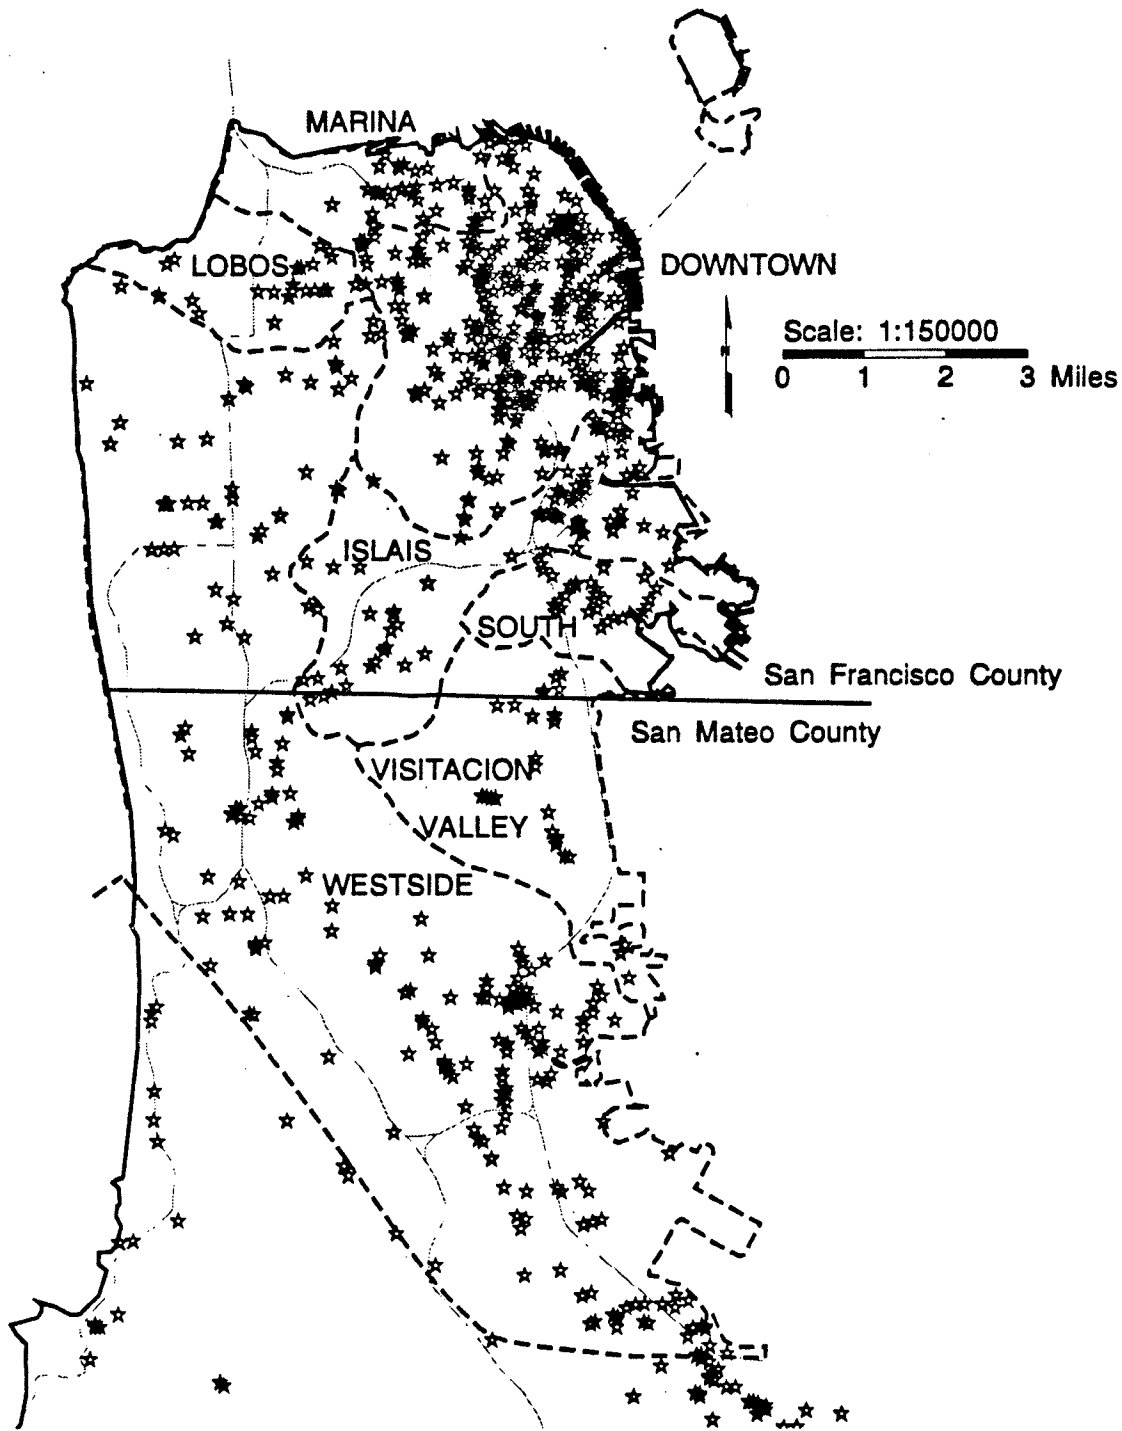 MARINA
LOBOS
DOWNTOWN
N
Scale: 1:150000
0 1 2 3 Miles
ISLAIS
SOUTH
San Francisco County
San Mateo County
VISITACION
VALLEY
WESTSIDE